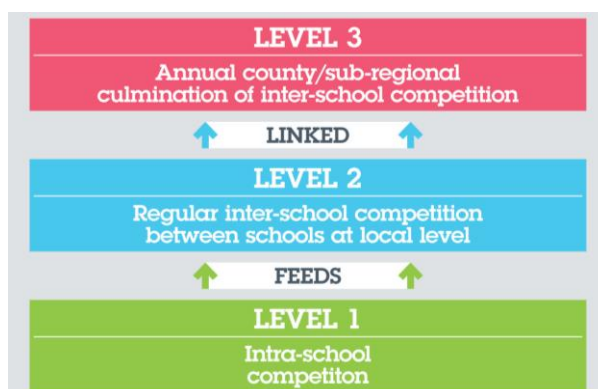 LEVEL 3
Annual county/sub-regional
culmination of inter-school competition
LINKED
LEVEL 2
Regular inter-school competition
between schools at local level
FEEDS
LEVEL 1
Intra-school
competiton